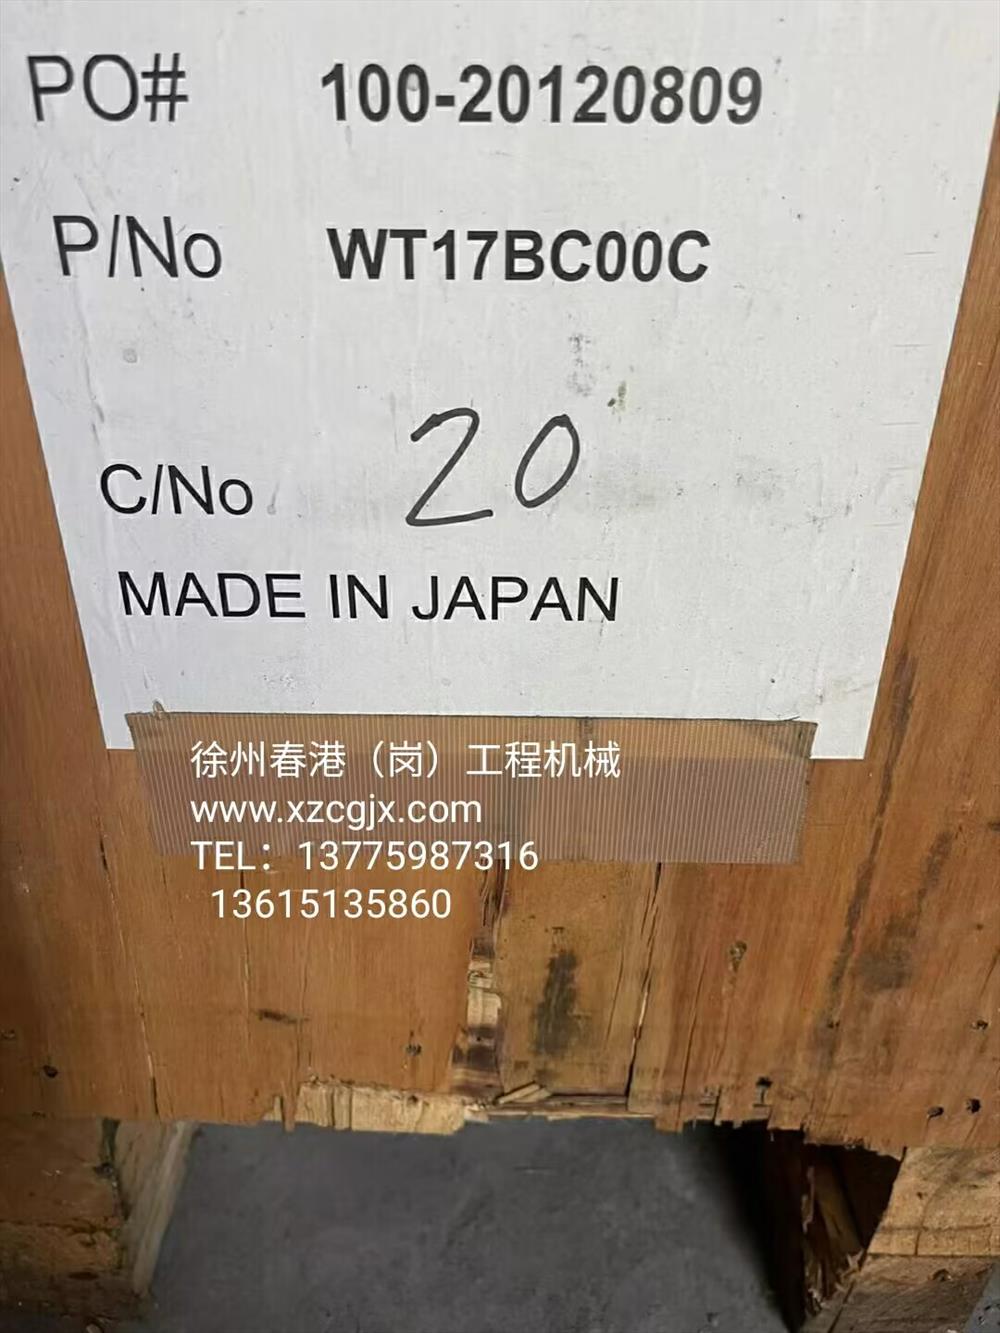 PO# 100-20120809
P/No WT17BC00C
C/No 20
MADE IN JAPAN
徐州春港（岗）工程机械
www.xzcgjx.com
TEL：13775987316
13615135860